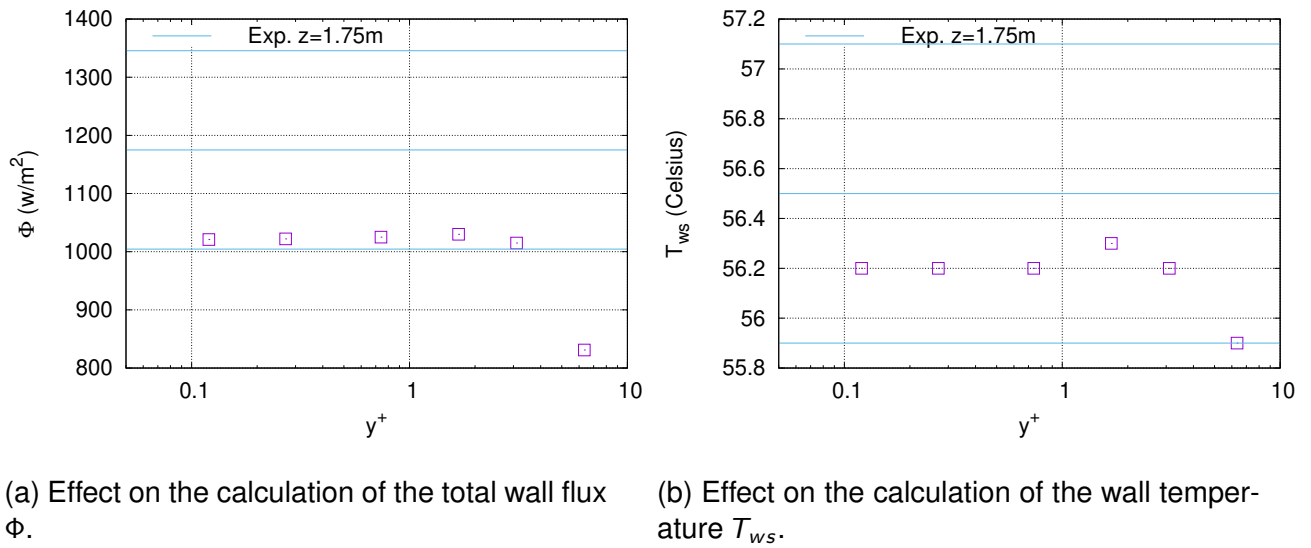 Exp. z=1.75m
1400
1300
1200
1100
1000
900
800
Φ (w/m²)
0.1 1 10
y⁺
Exp. z=1.75m
57.2
57
56.8
56.6
56.4
56.2
56
55.8
T_ws (Celsius)
0.1 1 10
y⁺
(a) Effect on the calculation of the total wall flux
Φ.
(b) Effect on the calculation of the wall temper-
ature T_ws.